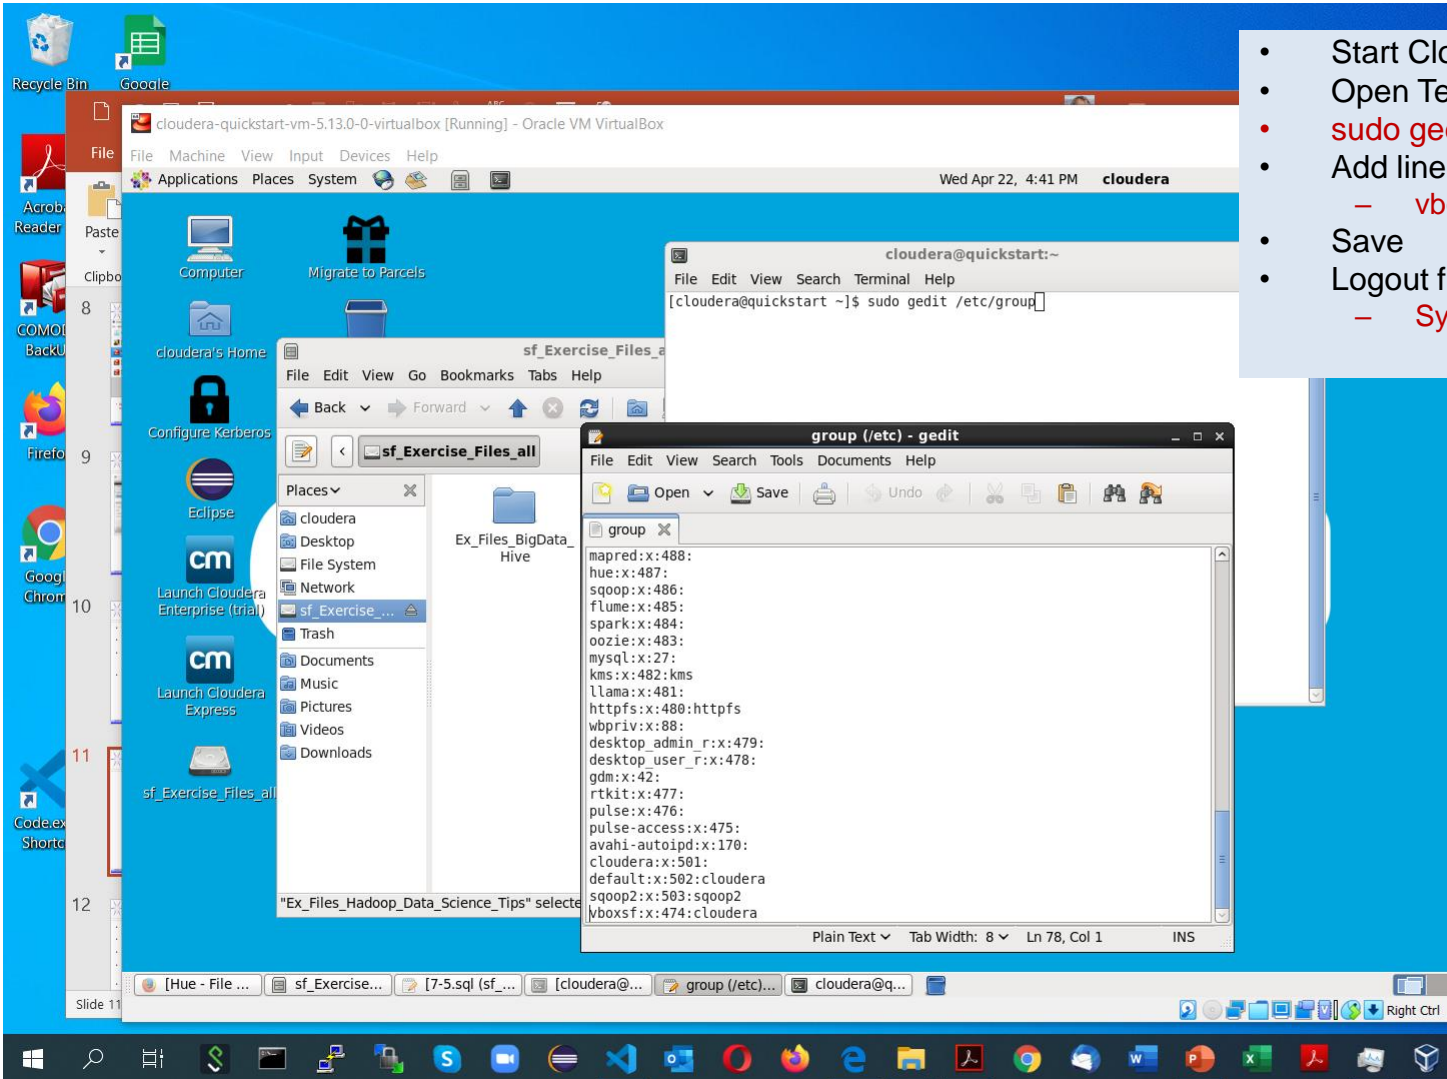 Recycle Bin
Google
Acrob
Reader
COMO
BackU
Firefo
Googl
Chrom
Code.ex
Shortc
File
Paste
Clipbo
8
9
10
11
12
Slide 11
cloudera-quickstart-vm-5.13.0-0-virtualbox [Running] - Oracle VM VirtualBox
File Machine View Input Devices Help
Applications Places System
Wed Apr 22, 4:41 PM cloudera
Computer
Migrate to Parcels
cloudera's Home
Configure Kerberos
Eclipse
Launch Cloudera
Enterprise (trial)
Launch Cloudera
Express
sf_Exercise_Files_all
cloudera@quickstart:~
File Edit View Search Terminal Help
[cloudera@quickstart ~]$ sudo gedit /etc/group
sf_Exercise_Files_a
File Edit View Go Bookmarks Tabs Help
Back Forward
sf_Exercise_Files_all
Places
cloudera
Desktop
File System
Network
sf_Exercise_...
Trash
Documents
Music
Pictures
Videos
Downloads
Ex_Files_BigData_
Hive
"Ex_Files_Hadoop_Data_Science_Tips" selecte
group (/etc) - gedit
File Edit View Search Tools Documents Help
Open Save Undo
group
mapred:x:488:
hue:x:487:
sqoop:x:486:
flume:x:485:
spark:x:484:
oozie:x:483:
mysql:x:27:
kms:x:482:kms
llama:x:481:
httpfs:x:480:httpfs
wbpriv:x:88:
desktop_admin_r:x:479:
desktop_user_r:x:478:
gdm:x:42:
rtkit:x:477:
pulse:x:476:
pulse-access:x:475:
avahi-autoipd:x:170:
cloudera:x:501:
default:x:502:cloudera
sqoop2:x:503:sqoop2
vboxsf:x:474:cloudera
Plain Text Tab Width: 8 Ln 78, Col 1 INS
[Hue - File ... sf_Exercise... [7-5.sql (sf_... [cloudera@... group (/etc)... cloudera@q...
Right Ctrl
• Start Clo
• Open Te
• sudo ge
• Add line
– vb
• Save
• Logout f
– Sy